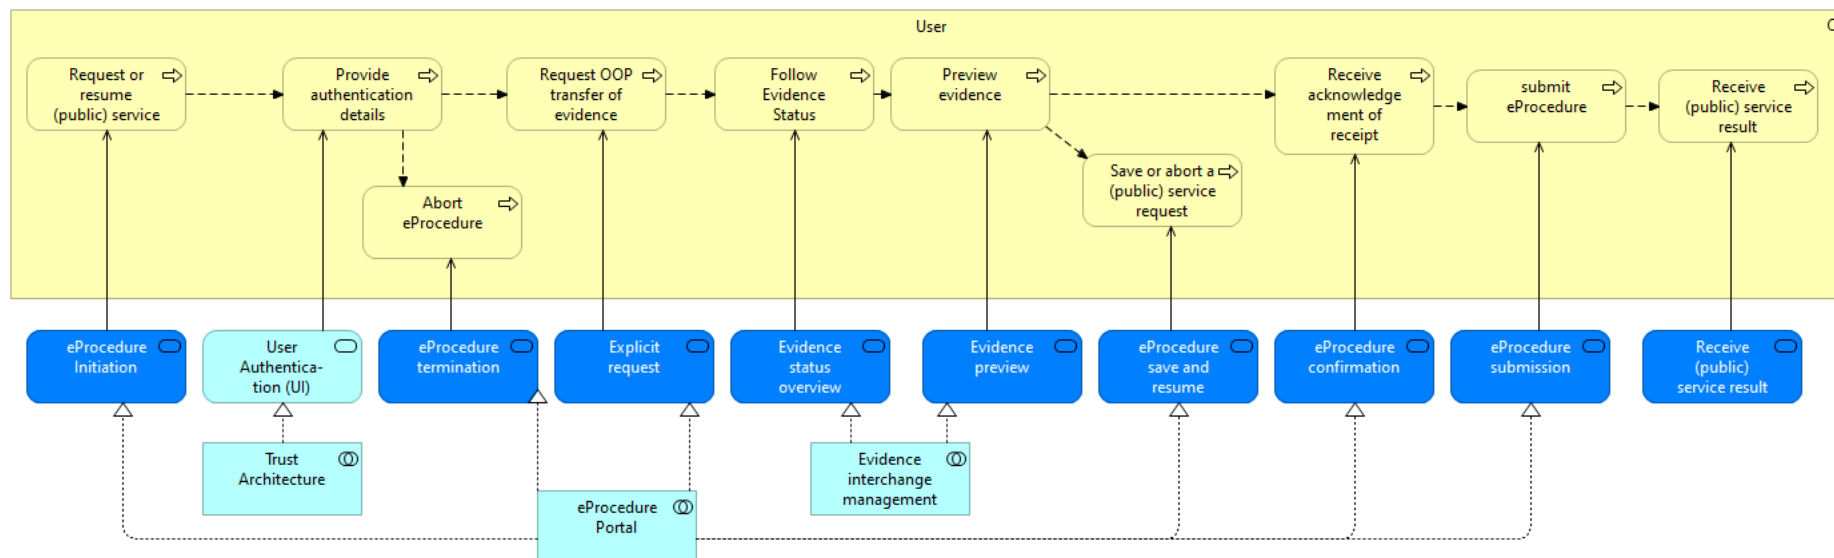 User
Request or
resume
(public) service
Provide
authentication
details
Request OOP
transfer of
evidence
Follow
Evidence
Status
Preview
evidence
Receive
acknowledge
ment of
receipt
submit
eProcedure
Receive
(public) service
result
Abort
eProcedure
Save or abort a
(public) service
request
eProcedure
Initiation
User
Authentica-
tion (UI)
eProcedure
termination
Explicit
request
Evidence
status
overview
Evidence
preview
eProcedure
save and
resume
eProcedure
confirmation
eProcedure
submission
Receive
(public)
service result
Trust
Architecture
Evidence
interchange
management
eProcedure
Portal